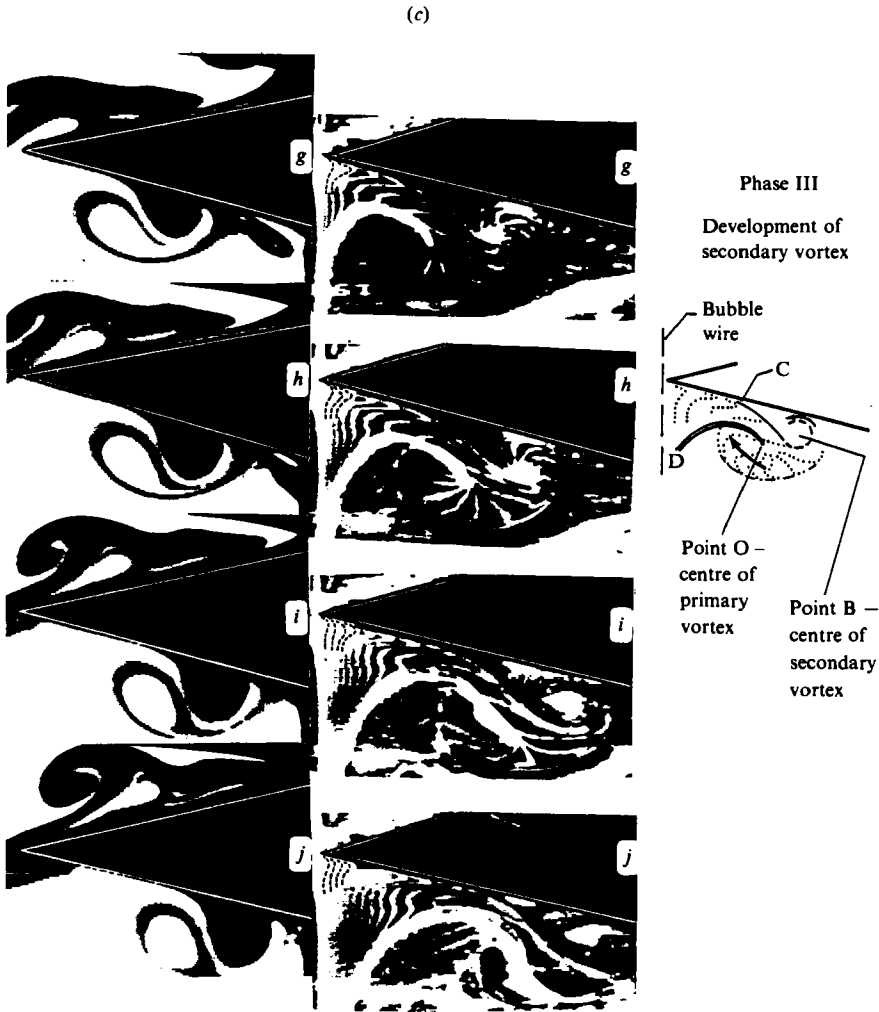 (c)
g
h
i
j
g
h
i
j
Phase III
Development of
secondary vortex
Bubble
wire
C
D
Point O –
centre of
primary
vortex
Point B –
centre of
secondary
vortex